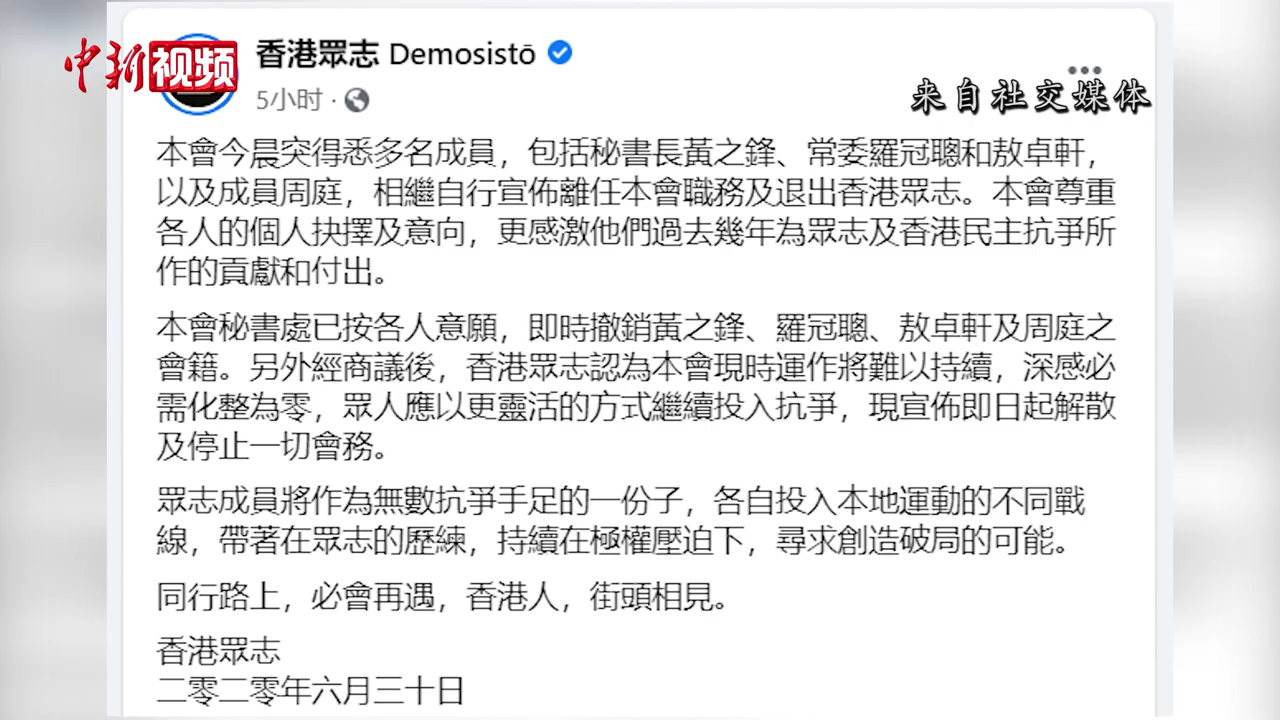 中新视频
香港眾志 Demosistō
5小时 ·
来自社交媒体
本會今晨突得悉多名成員，包括秘書長黃之鋒、常委羅冠聰和敖卓軒，
以及成員周庭，相繼自行宣佈離任本會職務及退出香港眾志。本會尊重
各人的個人抉擇及意向，更感激他們過去幾年為眾志及香港民主抗爭所
作的貢獻和付出。
本會秘書處已按各人意願，即時撤銷黃之鋒、羅冠聰、敖卓軒及周庭之
會籍。另外經商議後，香港眾志認為本會現時運作將難以持續，深感必
需化整為零，眾人應以更靈活的方式繼續投入抗爭，現宣佈即日起解散
及停止一切會務。
眾志成員將作為無數抗爭手足的一份子，各自投入本地運動的不同戰
線，帶著在眾志的歷練，持續在極權壓迫下，尋求創造破局的可能。
同行路上，必會再遇，香港人，街頭相見。
香港眾志
二零二零年六月三十日